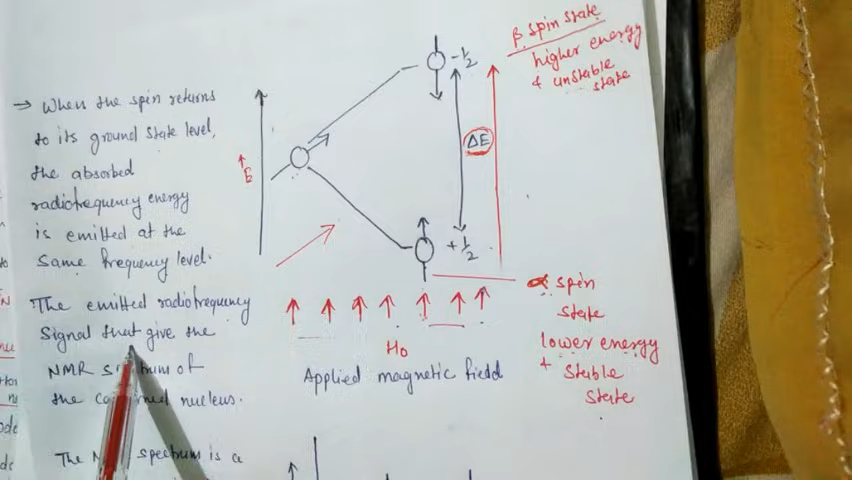 → When the spin returns
to its ground state level,
the absorbed
radiofrequency energy
is emitted at the
Same frequency level.
The emitted radiofrequency
Signal that give the
NMR of
the nucleus.
The spectrum is a
E
-1/2
ΔE
+1/2
β spin state
higher energy
+ unstable
state
α spin
state
lower energy
+ stable
state
H₀
Applied magnetic field